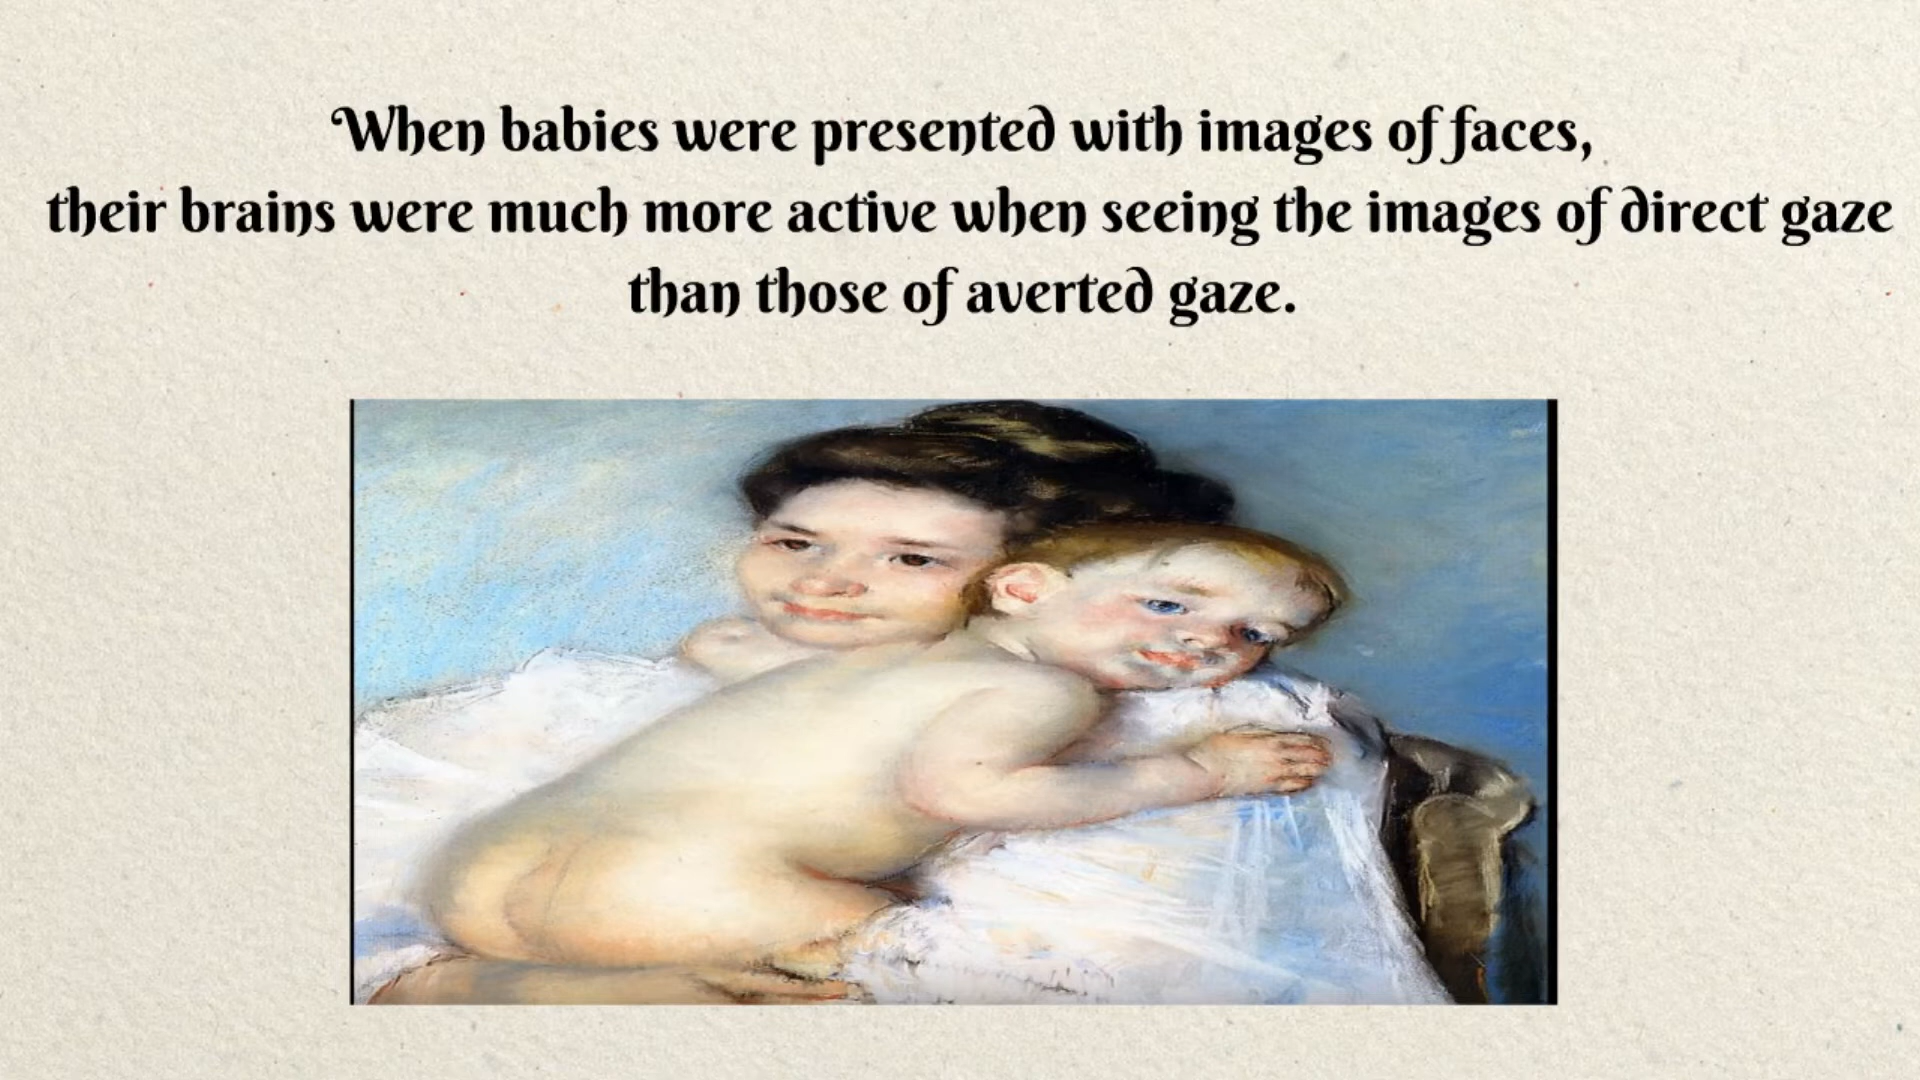 When babies were presented with images of faces,
their brains were much more active when seeing the images of direct gaze
than those of averted gaze.